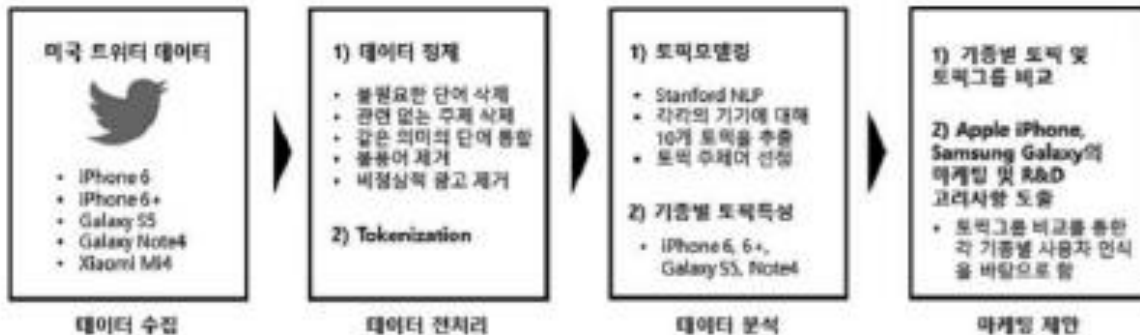 미국 트위터 데이터
• iPhone 6
• iPhone 6+
• Galaxy S5
• Galaxy Note4
• Xiaomi Mi4
데이터 수집
1) 데이터 정제
• 불필요한 단어 삭제
• 관련 없는 주제 삭제
• 같은 의미의 단어 통합
• 불용어 제거
• 비정상적 광고 제거
2) Tokenization
데이터 전처리
1) 토픽모델링
• Stanford NLP
• 각각의 기기에 대해
10개 토픽을 추출
• 토픽 주제어 선정
2) 기종별 토픽특성
• iPhone 6, 6+,
Galaxy S5, Note4
데이터 분석
1) 기종별 토픽 및
토픽그룹 비교
2) Apple iPhone,
Samsung Galaxy의
마케팅 및 R&D
고려사항 도출
• 토픽그룹 비교를 통한
각 기종별 사용자 인식
을 바탕으로 함
마케팅 제안